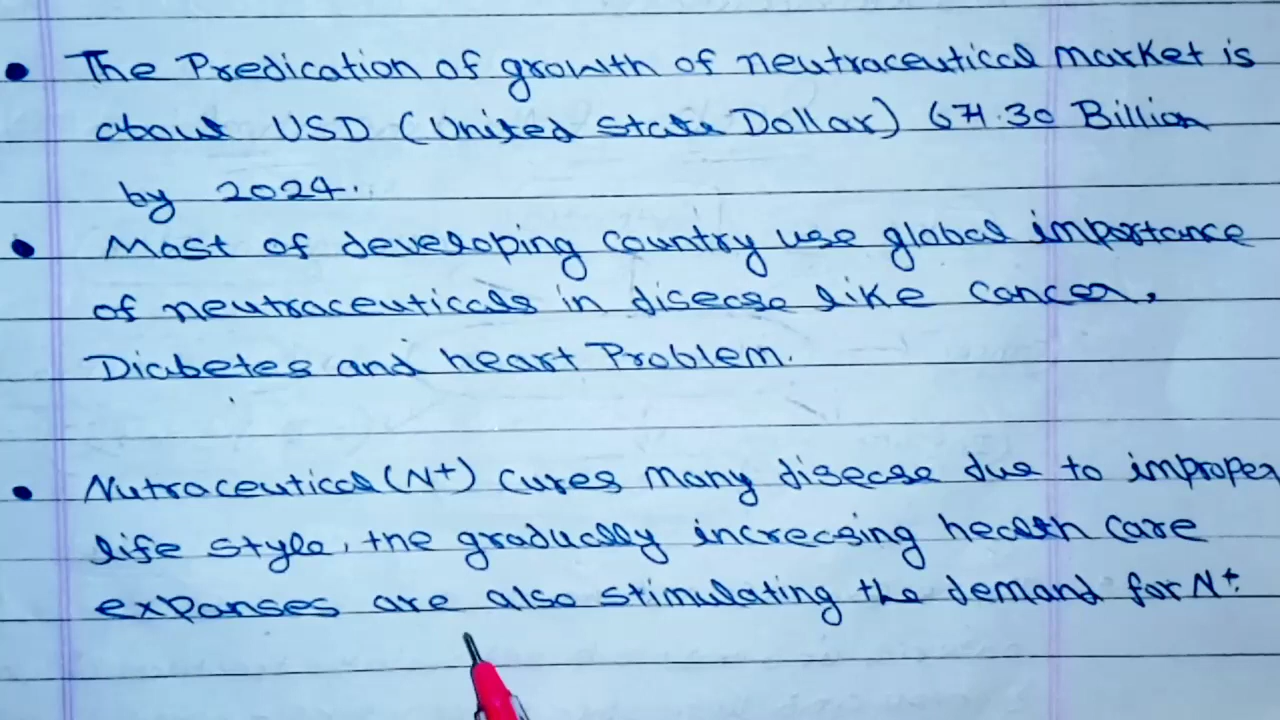 • The Predication of growth of neutraceutical market is
about USD (United State Dollar) 671.30 Billion
by 2024.
• Most of developing country use global importance
of neutraceuticals in disease like cancer,
Diabetes and heart Problem.
• Nutraceutical (N+) cures many disease due to improper
life style, the gradually increasing health care
expanses are also stimulating the demand for N+.